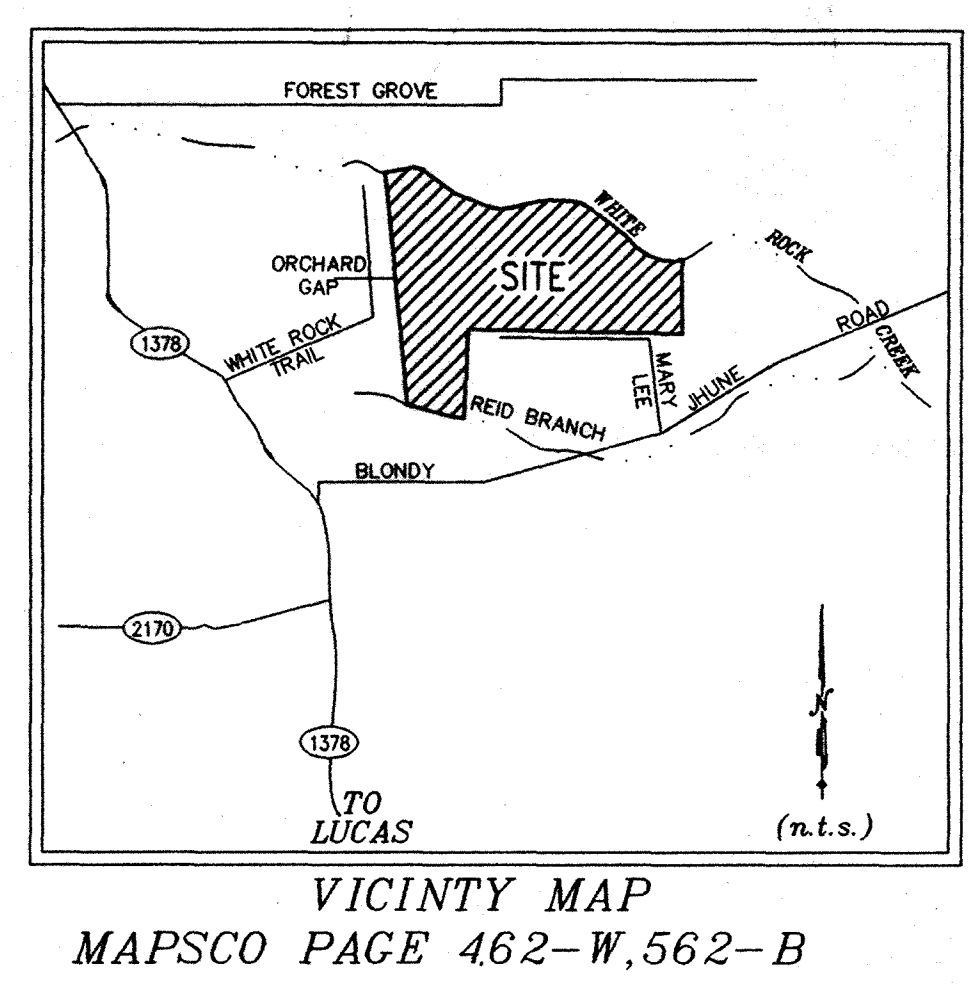 FOREST GROVE
WHITE
ROCK
CREEK
ORCHARD
GAP
SITE
1378
WHITE ROCK
TRAIL
MARY
LEE
JHUNE
ROAD
REID BRANCH
BLONDY
2170
1378
TO
LUCAS
N
(n.t.s.)
VICINTY MAP
MAPSCO PAGE 462-W,562-B